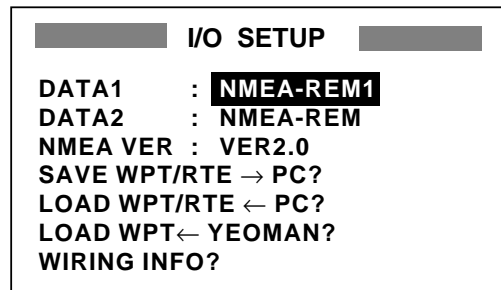 I/O SETUP
DATA1 : NMEA-REM1
DATA2 : NMEA-REM
NMEA VER : VER2.0
SAVE WPT/RTE → PC?
LOAD WPT/RTE ← PC?
LOAD WPT← YEOMAN?
WIRING INFO?